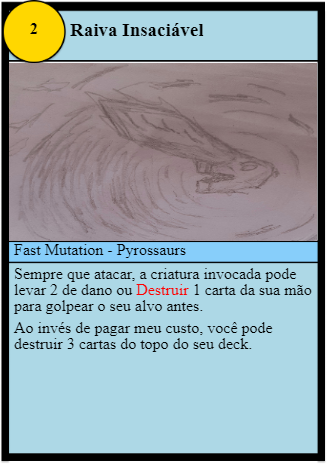 2
Raiva Insaciável
Fast Mutation - Pyrossaurs
Sempre que atacar, a criatura invocada pode
levar 2 de dano ou Destruir 1 carta da sua mão
para golpear o seu alvo antes.
Ao invés de pagar meu custo, você pode
destruir 3 cartas do topo do seu deck.